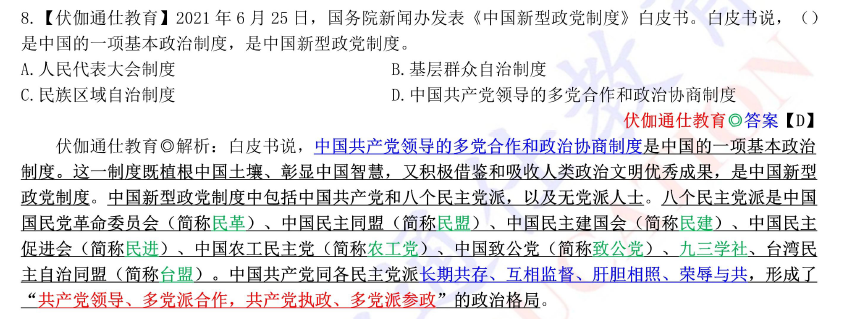 8.【伏伽通仕教育】2021 年 6 月 25 日，国务院新闻办发表《中国新型政党制度》白皮书。白皮书说，（）
是中国的一项基本政治制度，是中国新型政党制度。
A.人民代表大会制度 B.基层群众自治制度
C.民族区域自治制度 D.中国共产党领导的多党合作和政治协商制度
伏伽通仕教育◎答案【D】
伏伽通仕教育◎解析：白皮书说，中国共产党领导的多党合作和政治协商制度是中国的一项基本政治
制度。这一制度既植根中国土壤、彰显中国智慧，又积极借鉴和吸收人类政治文明优秀成果，是中国新型
政党制度。中国新型政党制度中包括中国共产党和八个民主党派，以及无党派人士。八个民主党派是中国
国民党革命委员会（简称民革）、中国民主同盟（简称民盟）、中国民主建国会（简称民建）、中国民主
促进会（简称民进）、中国农工民主党（简称农工党）、中国致公党（简称致公党）、九三学社、台湾民
主自治同盟（简称台盟）。中国共产党同各民主党派长期共存、互相监督、肝胆相照、荣辱与共，形成了
“共产党领导、多党派合作，共产党执政、多党派参政”的政治格局。